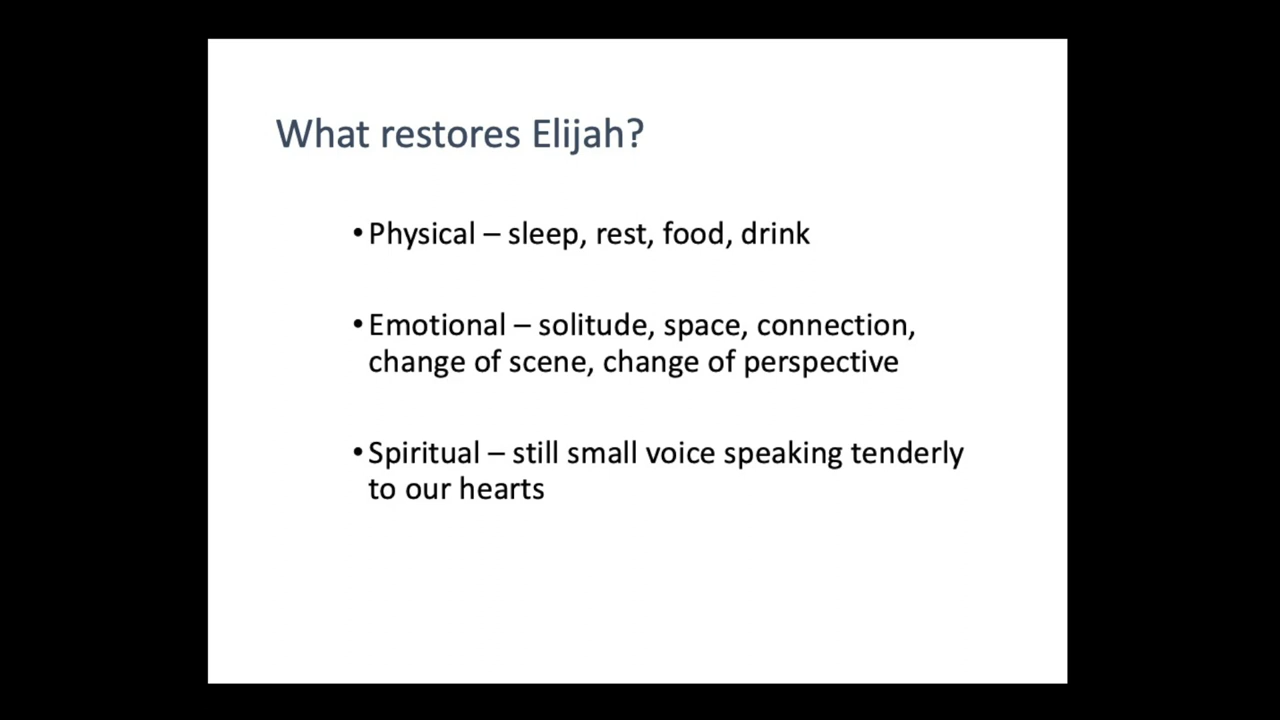 What restores Elijah?
•Physical – sleep, rest, food, drink
•Emotional – solitude, space, connection,
change of scene, change of perspective
•Spiritual – still small voice speaking tenderly
to our hearts